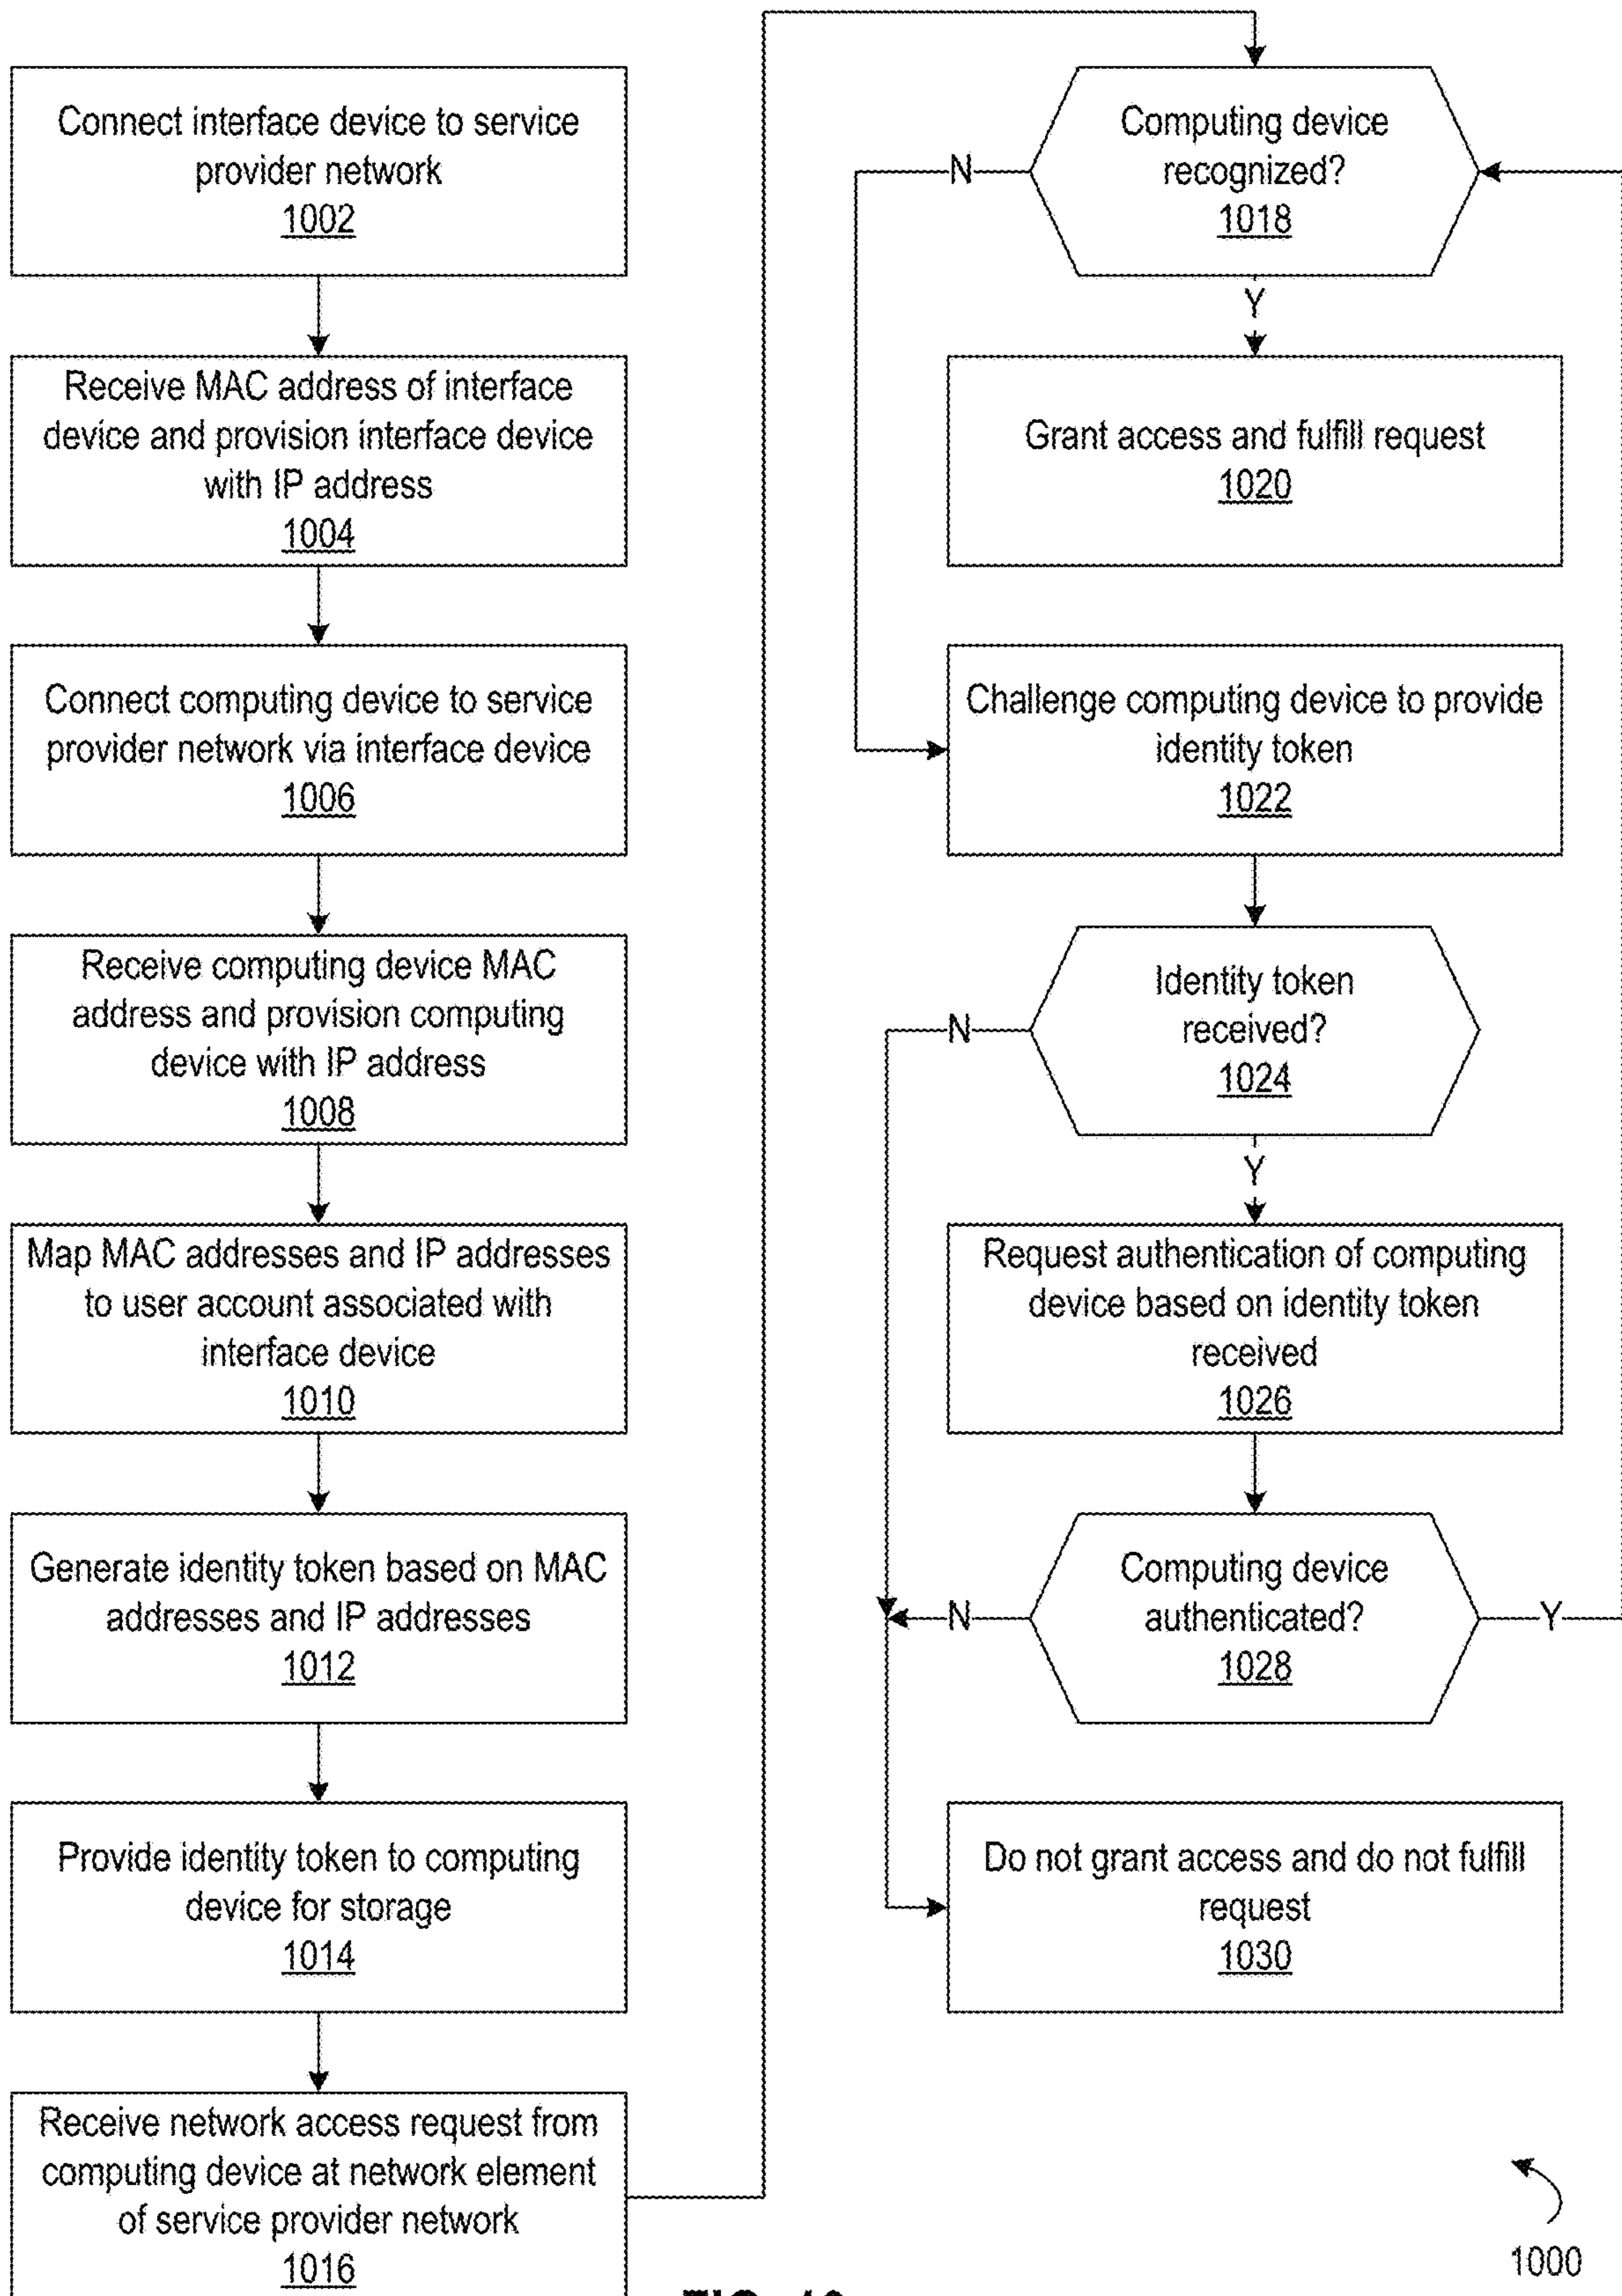 Connect interface device to service
provider network
1002
Receive MAC address of interface
device and provision interface device
with IP address
1004
Connect computing device to service
provider network via interface device
1006
Receive computing device MAC
address and provision computing
device with IP address
1008
Map MAC addresses and IP addresses
to user account associated with
interface device
1010
Generate identity token based on MAC
addresses and IP addresses
1012
Provide identity token to computing
device for storage
1014
Receive network access request from
computing device at network element
of service provider network
1016
Computing device
recognized?
1018
N
Y
Grant access and fulfill request
1020
Challenge computing device to provide
identity token
1022
Identity token
received?
1024
N
Y
Request authentication of computing
device based on identity token
received
1026
Computing device
authenticated?
1028
N
Y
Do not grant access and do not fulfill
request
1030
1000